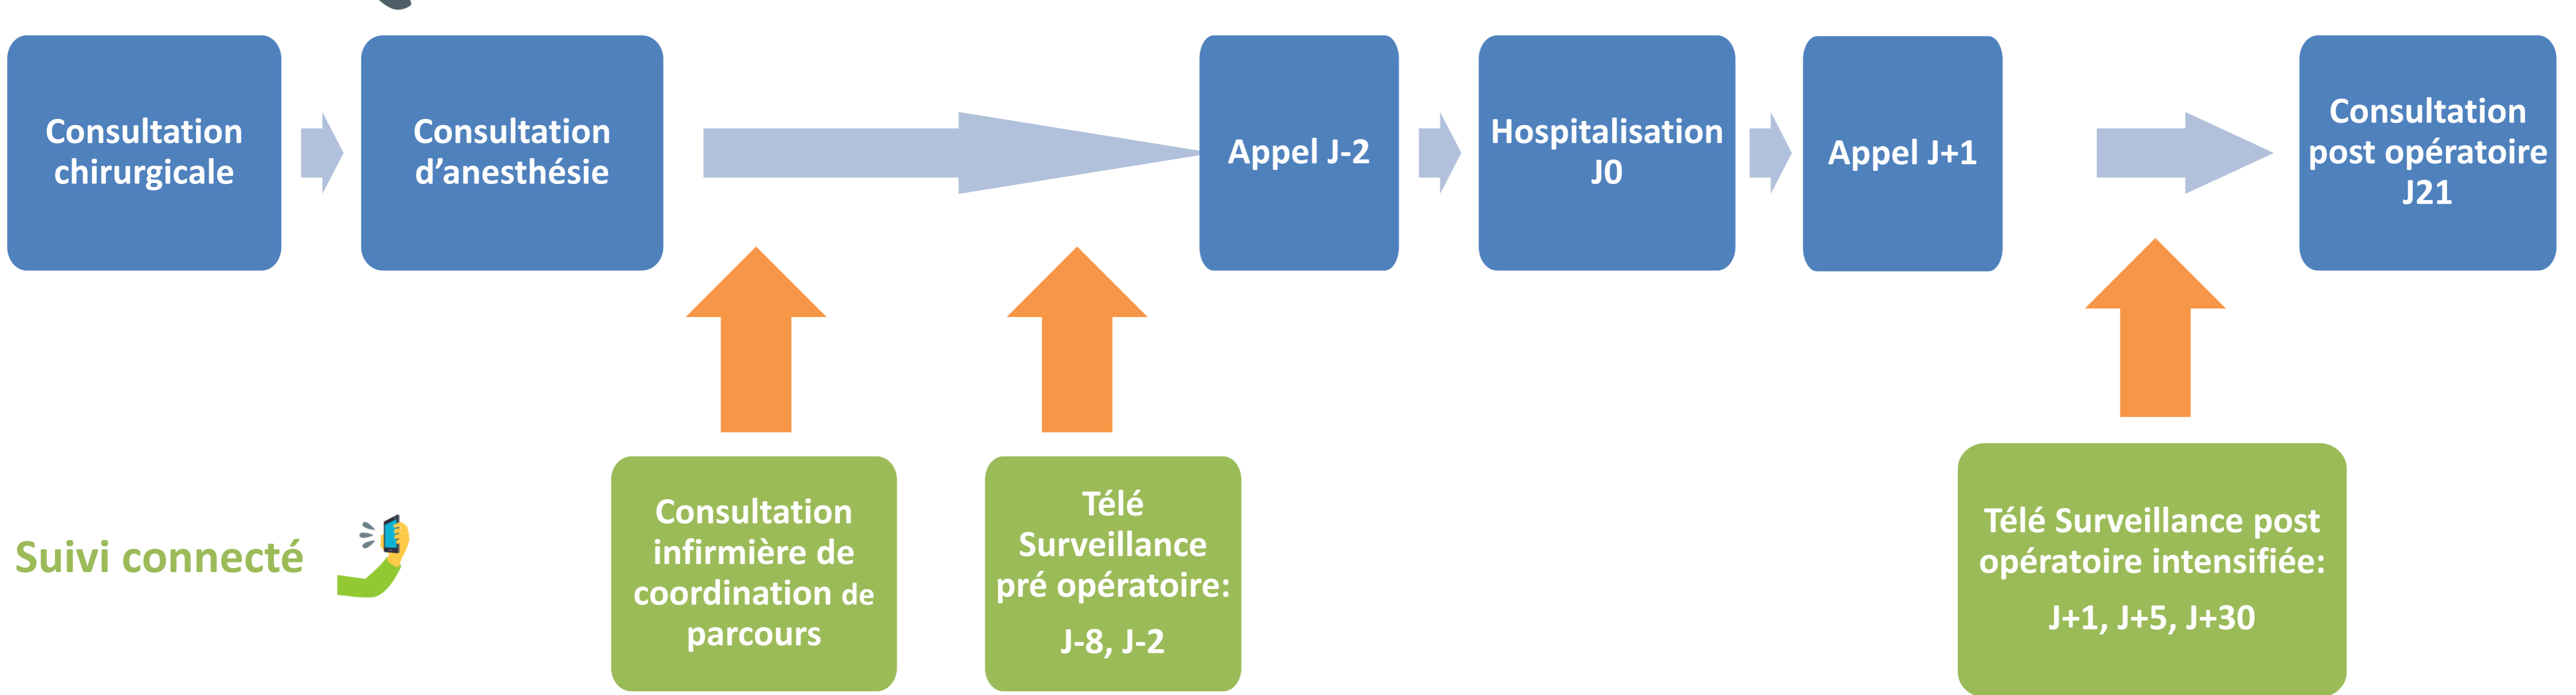 Consultation
chirurgicale
Consultation
d’anesthésie
Appel J-2
Hospitalisation
J0
Appel J+1
Consultation
post opératoire
J21
Suivi connecté
Consultation
infirmière de
coordination de
parcours
Télé
Surveillance
pré opératoire:
J-8, J-2
Télé Surveillance post
opératoire intensifiée:
J+1, J+5, J+30